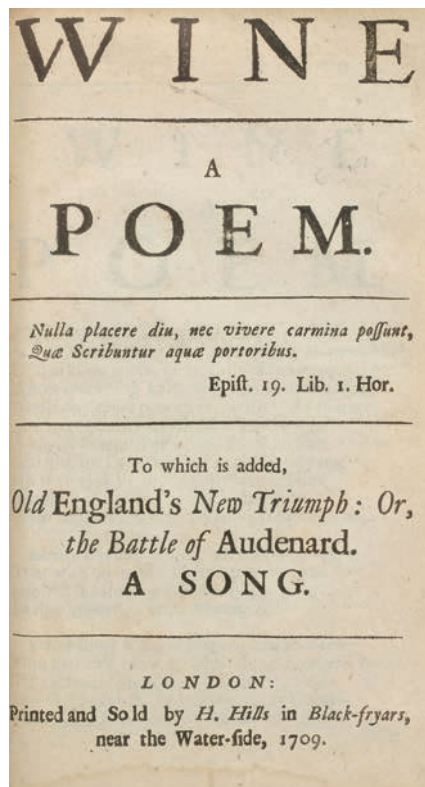 WINE
A
POEM.
Nulla placere diu, nec vivere carmina poſſunt,
Quæ Scribuntur aquæ portoribus.
Epiſt. 19. Lib. 1. Hor.
To which is added,
Old England's New Triumph: Or,
the Battle of Audenard.
A SONG.
LONDON:
Printed and Sold by H. Hills in Black-fryars,
near the Water-ſide, 1709.